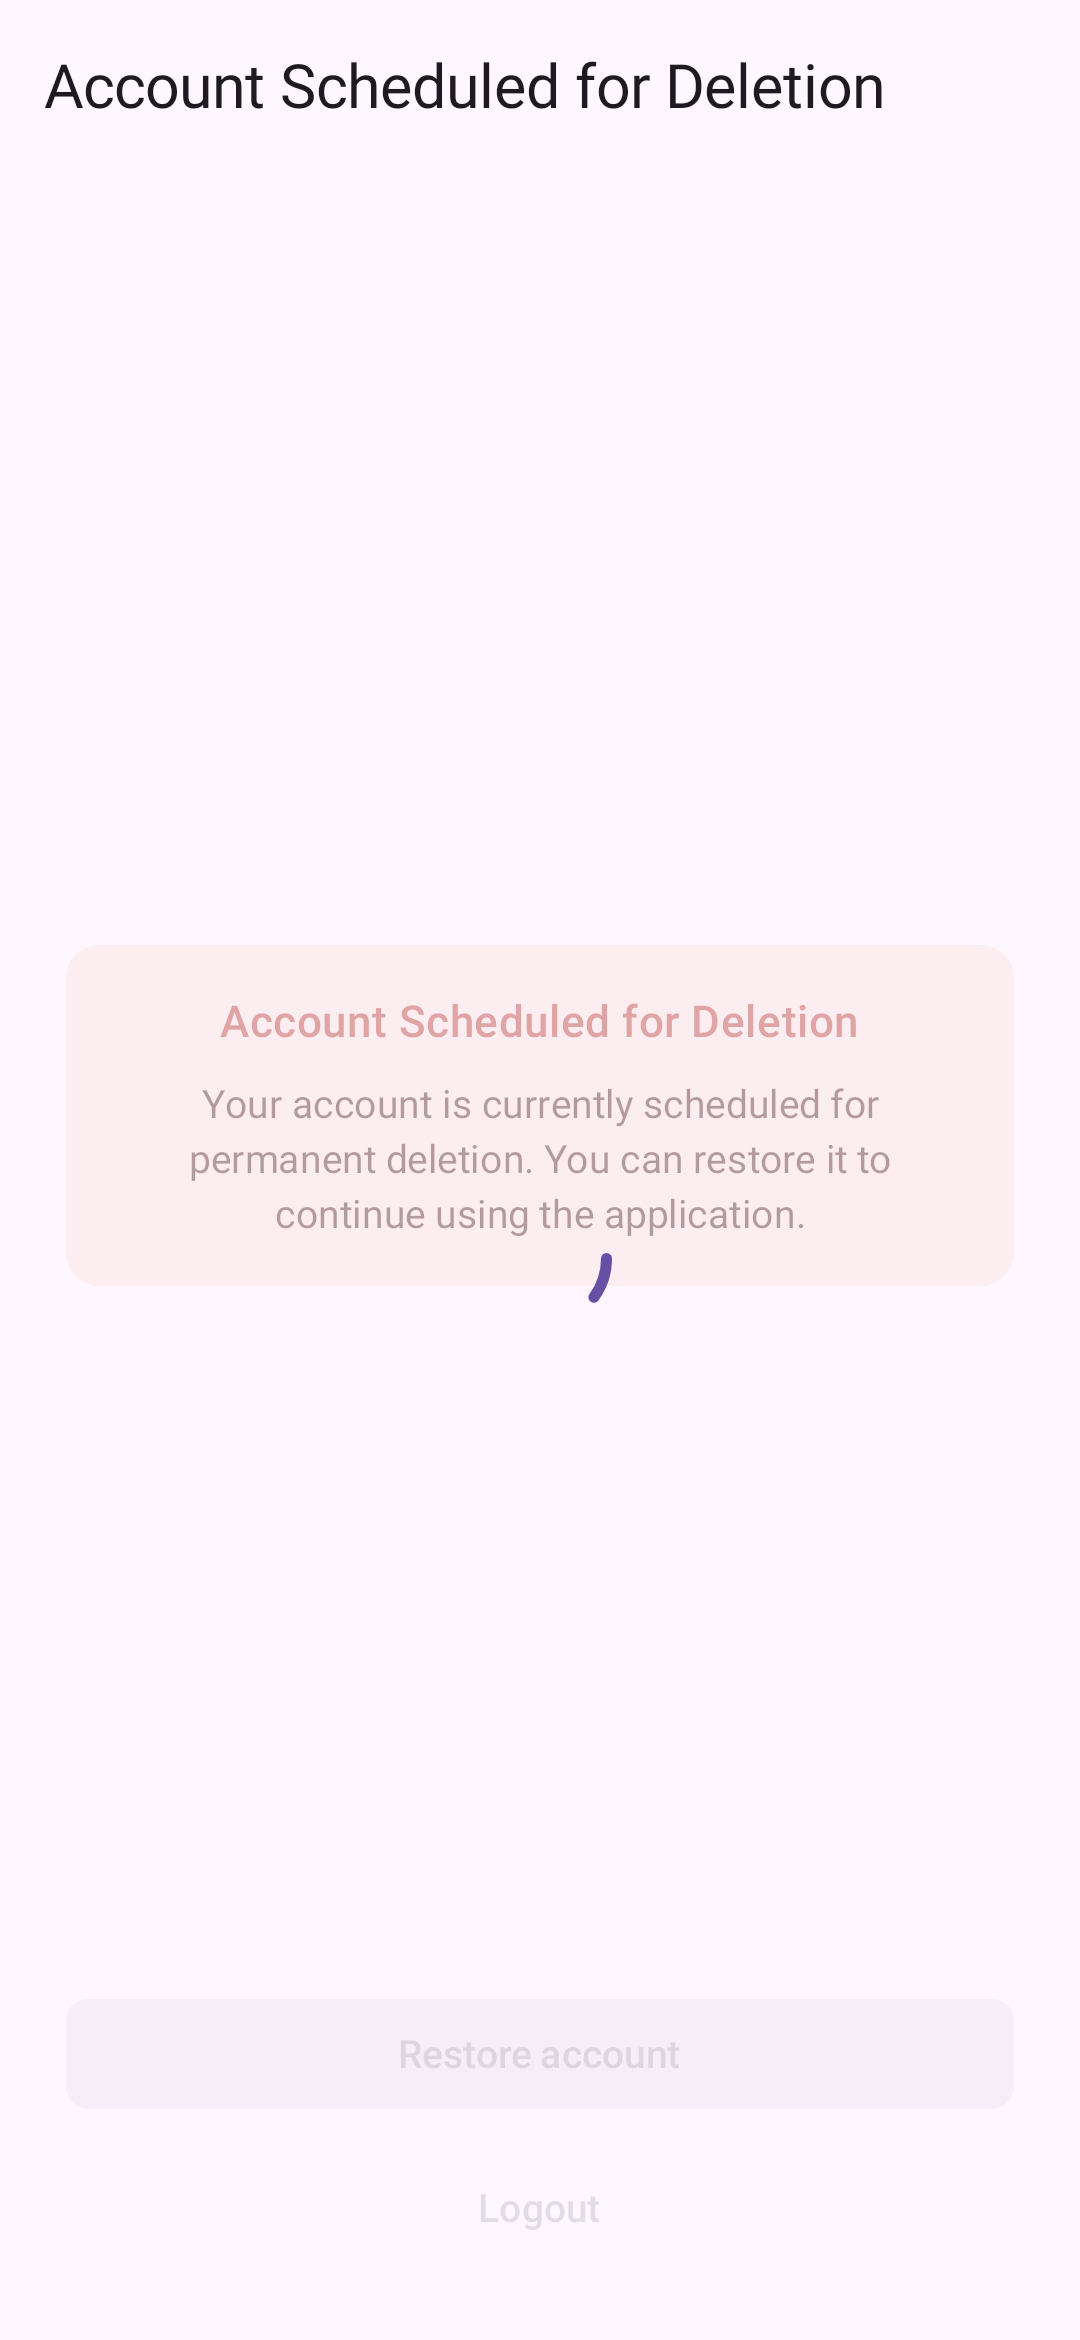 Account Scheduled for Deletion
Account Scheduled for Deletion
Your account is currently scheduled for
permanent deletion. You can restore it to
continue using the application.
Restore account
Logout